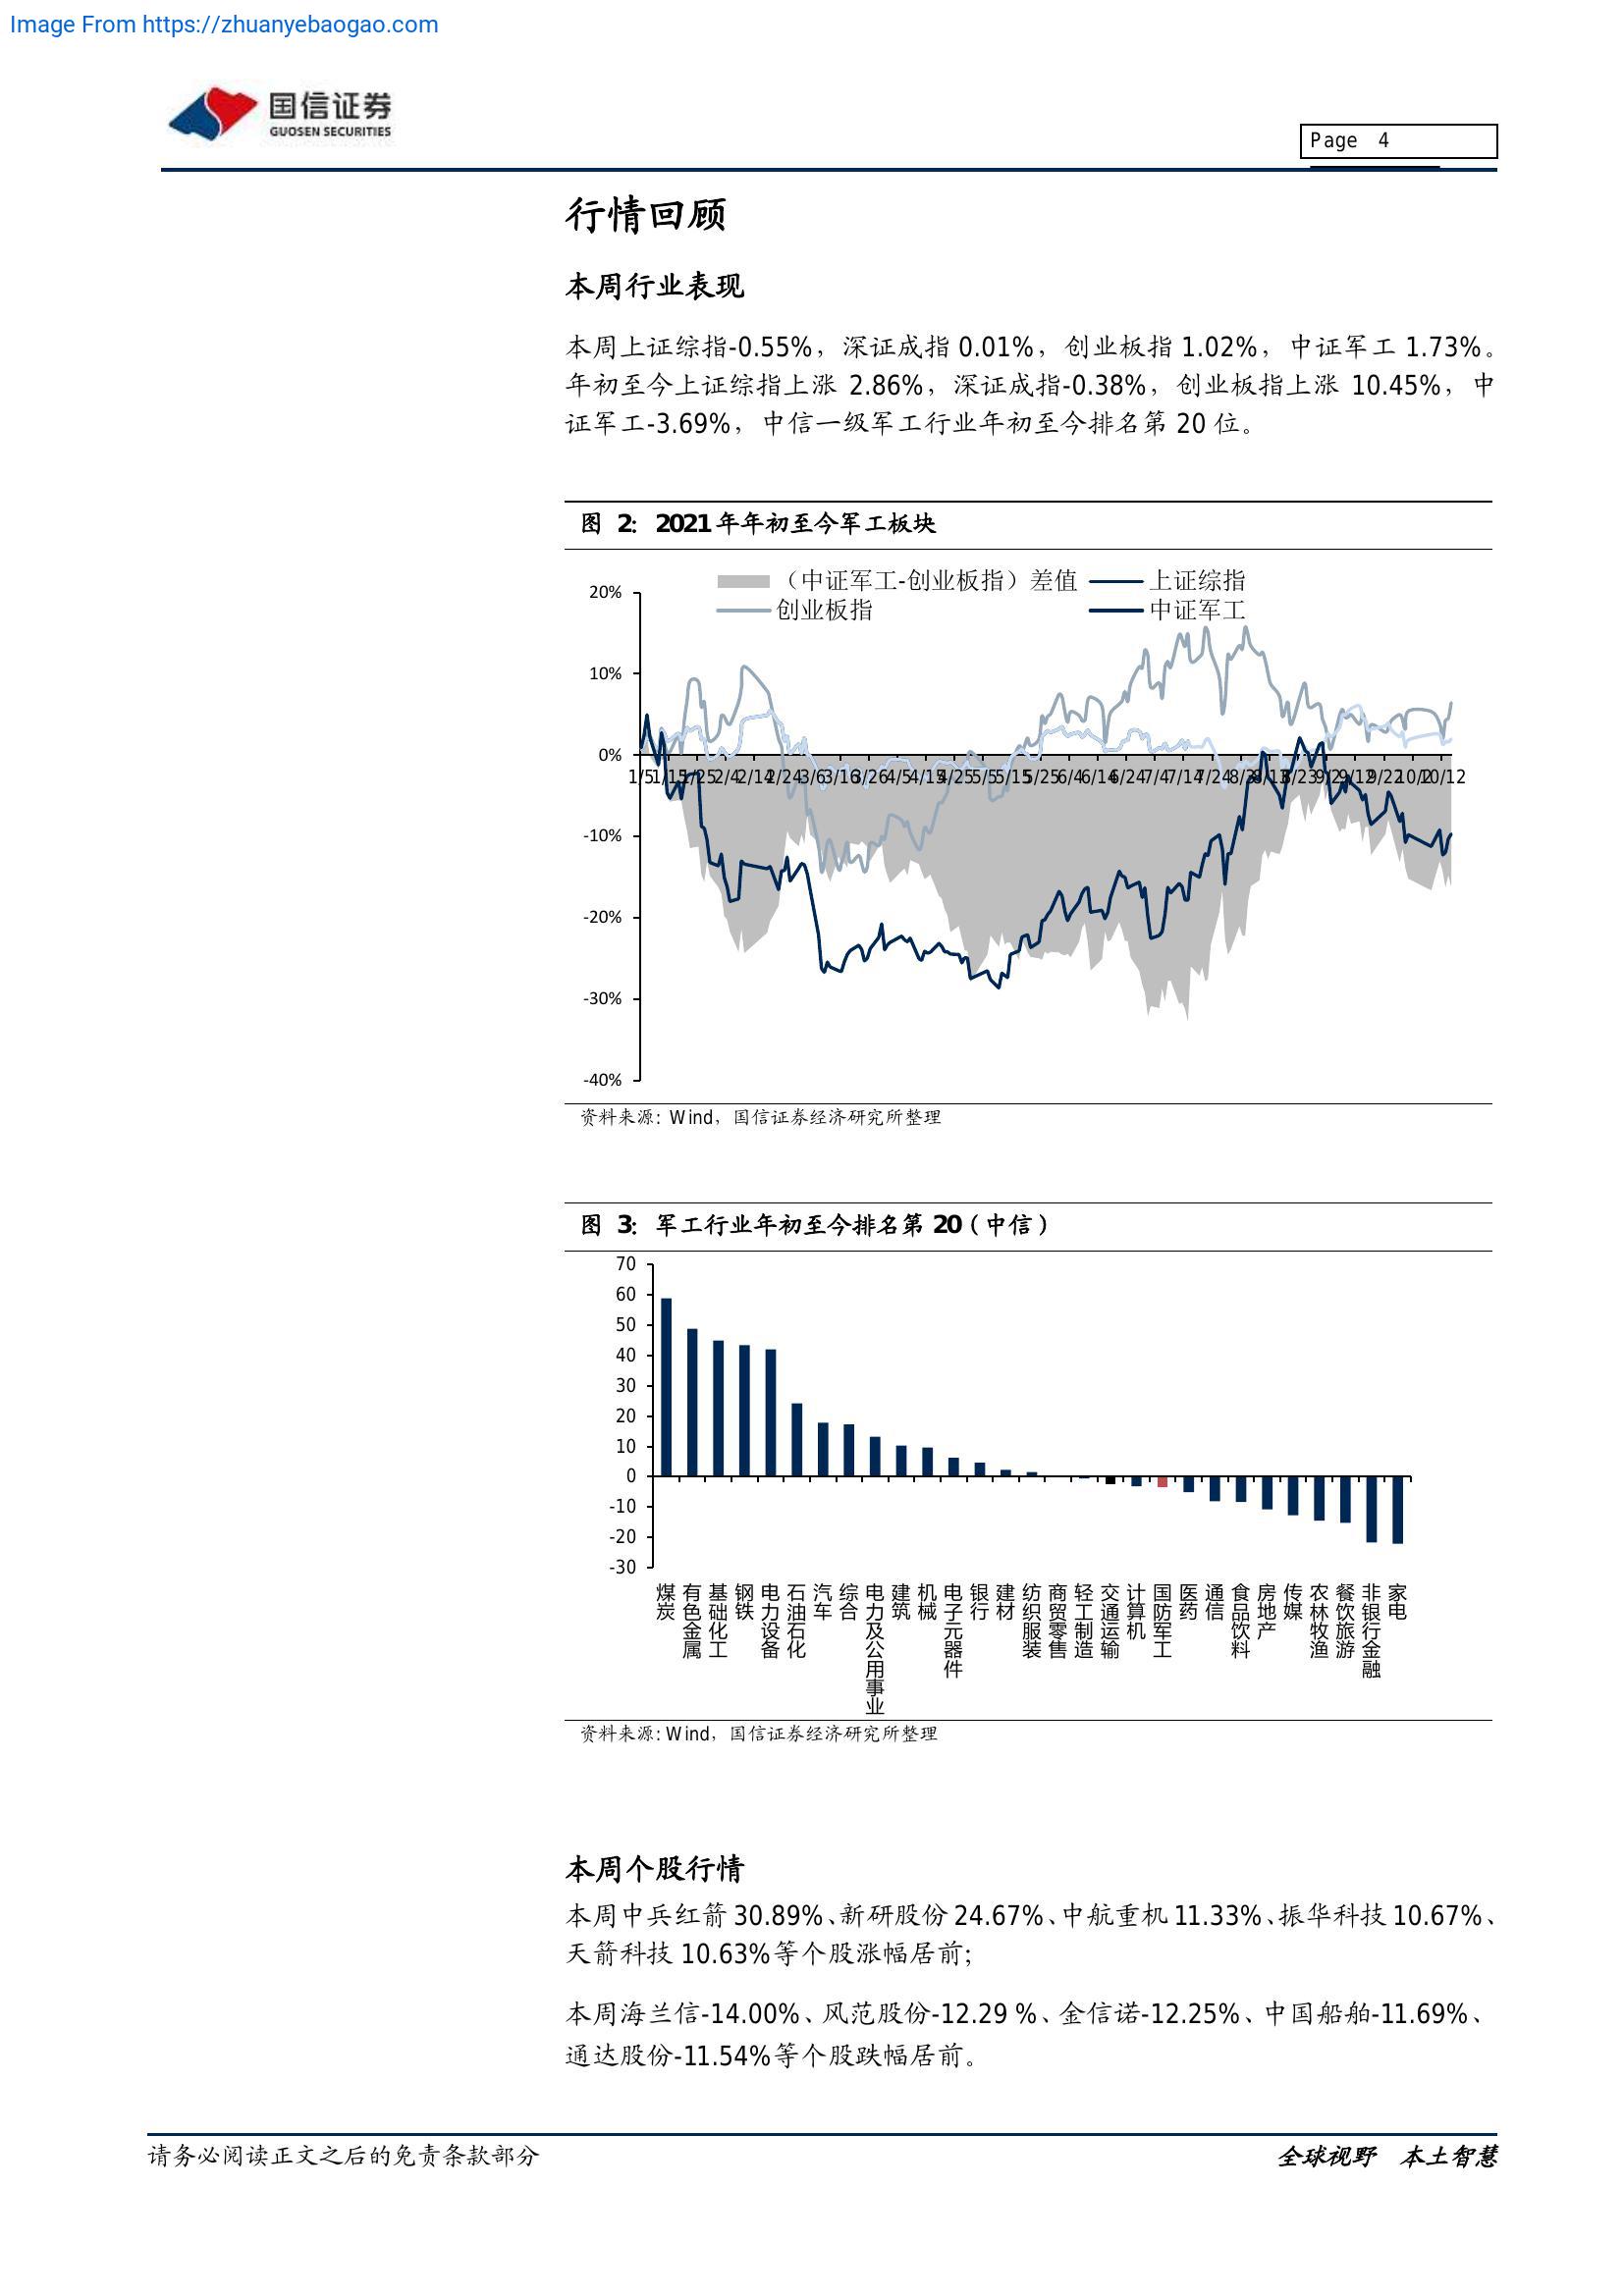 Image From https://zhuanyebaogao.com
国信证券
GUOSEN SECURITIES
Page 4
行情回顾
本周行业表现
本周上证综指-0.55%，深证成指 0.01%，创业板指 1.02%，中证军工 1.73%。
年初至今上证综指上涨 2.86%，深证成指-0.38%，创业板指上涨 10.45%，中
证军工-3.69%，中信一级军工行业年初至今排名第 20 位。
图 2：2021 年年初至今军工板块
（中证军工-创业板指）差值 上证综指
创业板指 中证军工
20%
10%
0%
1/5 1/15 1/25 2/4 2/14 2/24 3/6 3/16 3/26 4/5 4/15 4/25 5/5 5/15 5/25 6/4 6/14 6/24 7/4 7/14 7/24 8/3 8/13 8/23 9/2 9/12 9/22 10/2 10/12
-10%
-20%
-30%
-40%
资料来源: Wind，国信证券经济研究所整理
图 3：军工行业年初至今排名第 20（中信）
70
60
50
40
30
20
10
0
-10
-20
-30
煤炭 有色金属 基础化工 钢铁 电力设备 石油石化 汽车 综合 电力及公用事业 建筑 机械 电子元器件 银行 建材 纺织服装 商贸零售 轻工制造 交通运输 计算机 国防军工 医药 通信 食品饮料 房地产 传媒 农林牧渔 餐饮旅游 非银行金融 家电
资料来源: Wind，国信证券经济研究所整理
本周个股行情
本周中兵红箭 30.89%、新研股份 24.67%、中航重机 11.33%、振华科技 10.67%、
天箭科技 10.63%等个股涨幅居前；
本周海兰信-14.00%、风范股份-12.29 %、金信诺-12.25%、中国船舶-11.69%、
通达股份-11.54%等个股跌幅居前。
请务必阅读正文之后的免责条款部分
全球视野 本土智慧